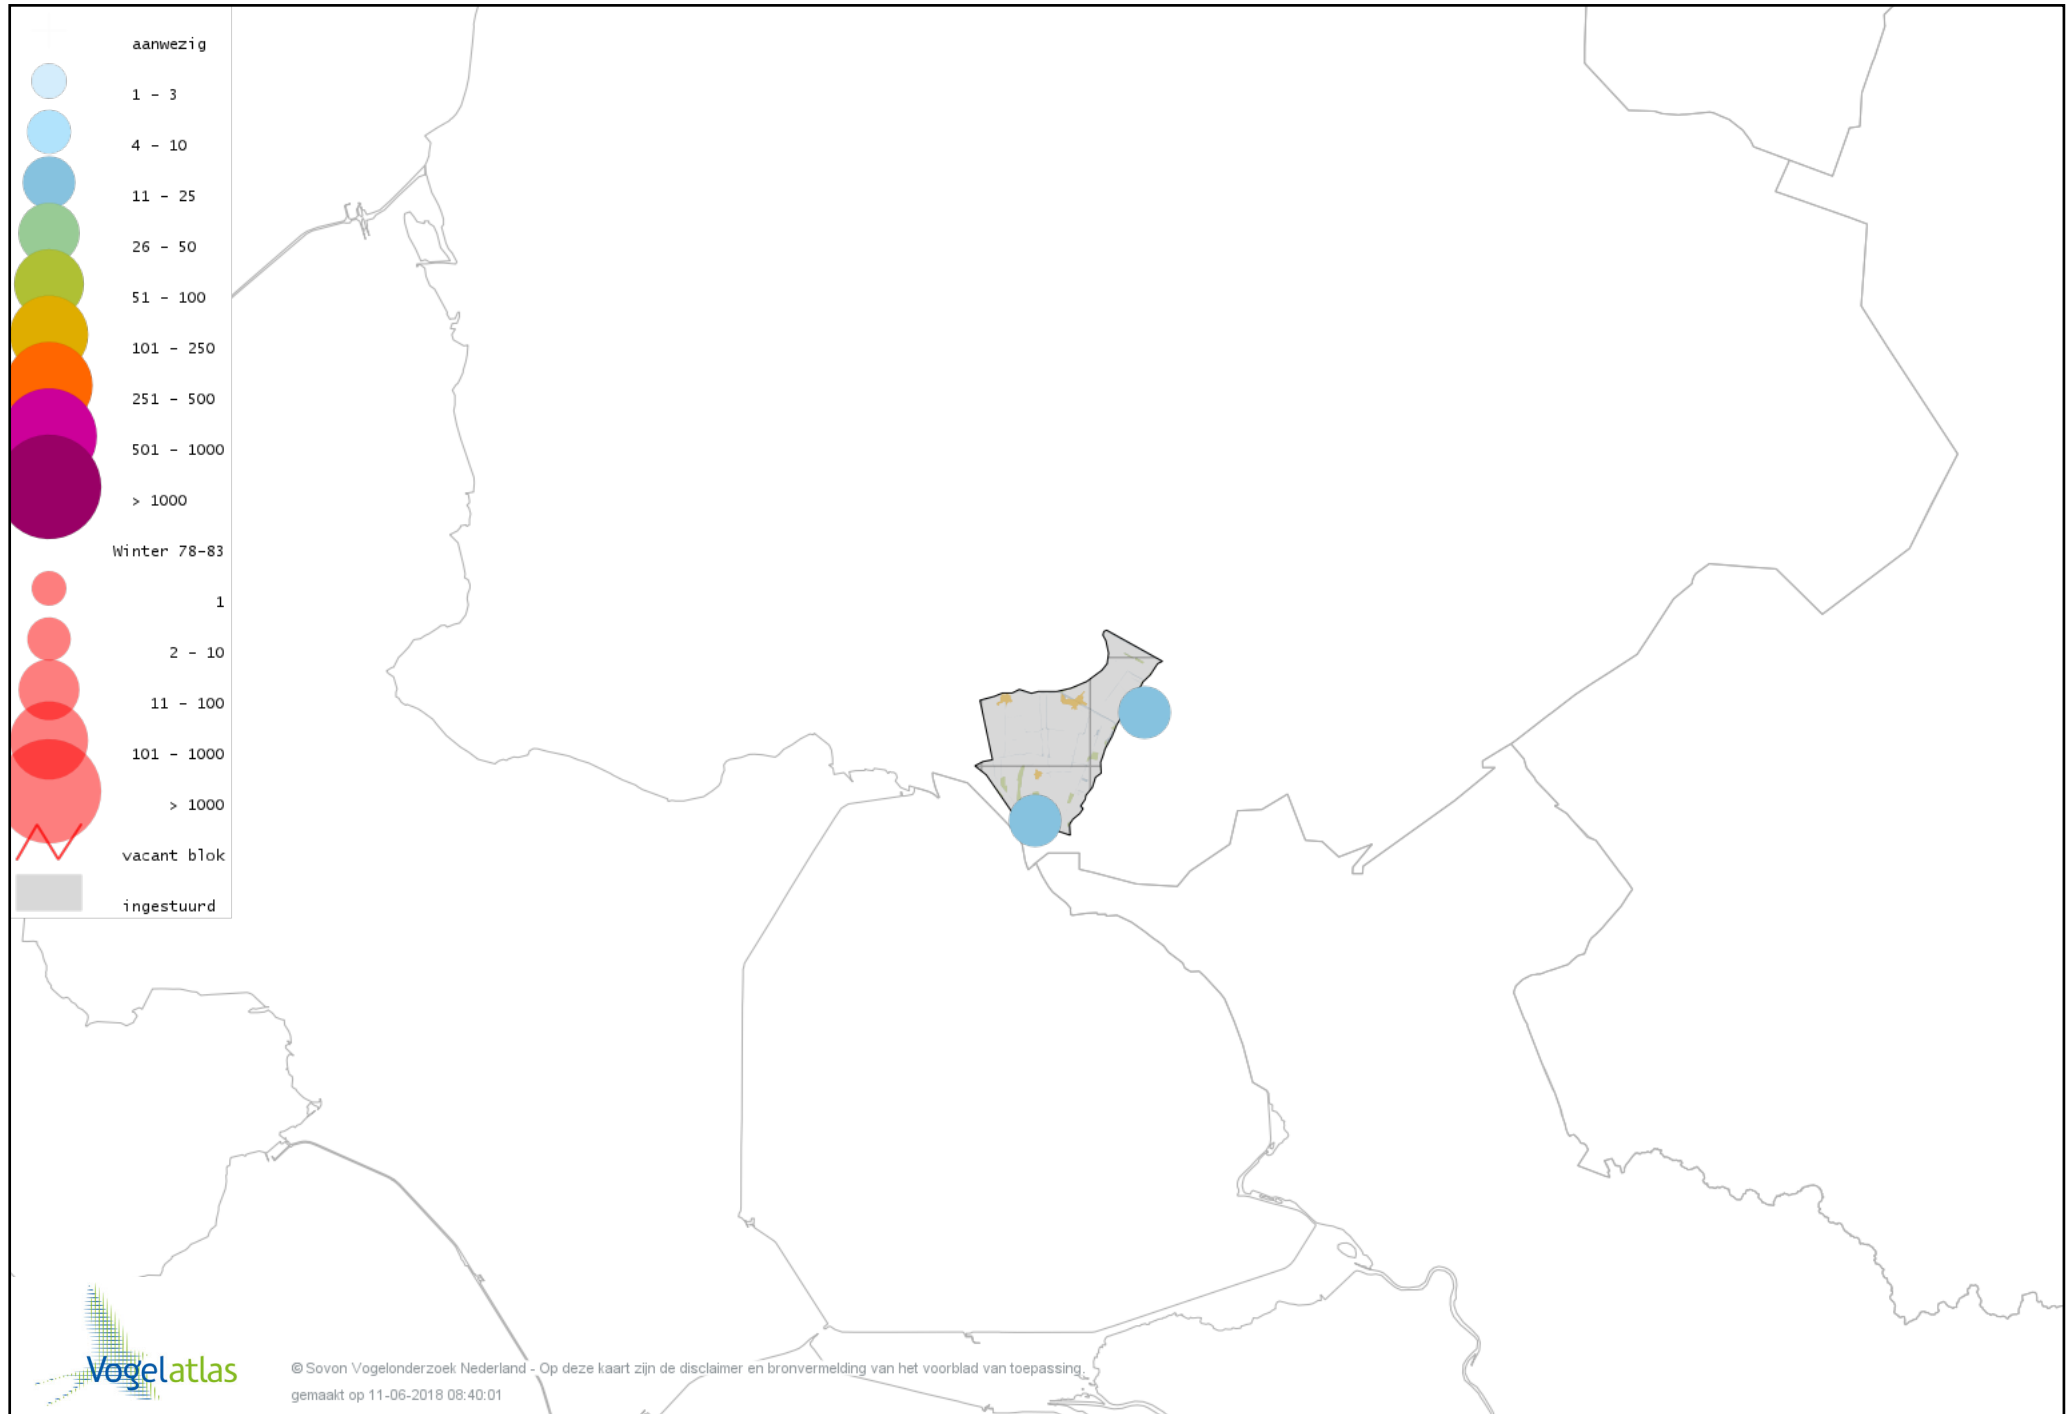 aanwezig
1 - 3
4 - 10
11 - 25
26 - 50
51 - 100
101 - 250
251 - 500
501 - 1000
> 1000
Winter 78-83
1
2 - 10
11 - 100
101 - 1000
> 1000
vacant blok
ingestuurd
Vogelatlas
© Sovon Vogelonderzoek Nederland - Op deze kaart zijn de disclaimer en bronvermelding van het voorblad van toepassing.
gemaakt op 11-06-2018 08:40:01